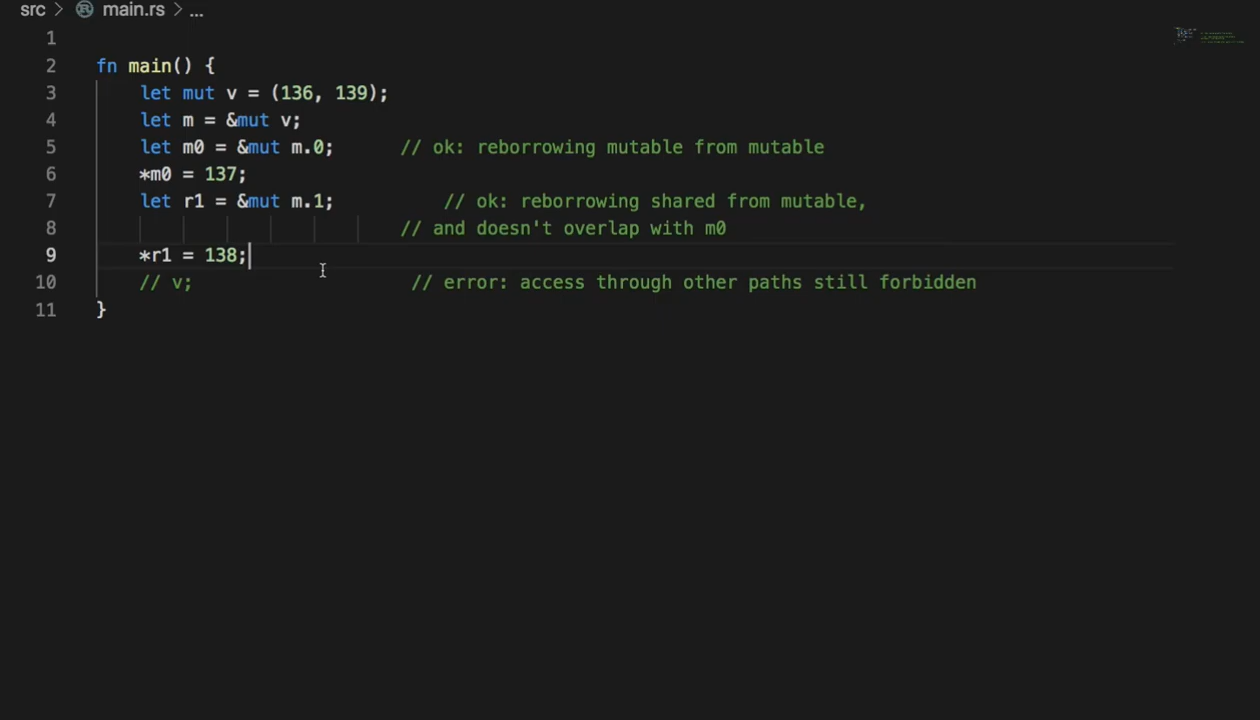 src > main.rs > ...
1
2 fn main() {
3 let mut v = (136, 139);
4 let m = &mut v;
5 let m0 = &mut m.0; // ok: reborrowing mutable from mutable
6 *m0 = 137;
7 let r1 = &mut m.1; // ok: reborrowing shared from mutable,
8 // and doesn't overlap with m0
9 *r1 = 138;
10 // v; // error: access through other paths still forbidden
11 }